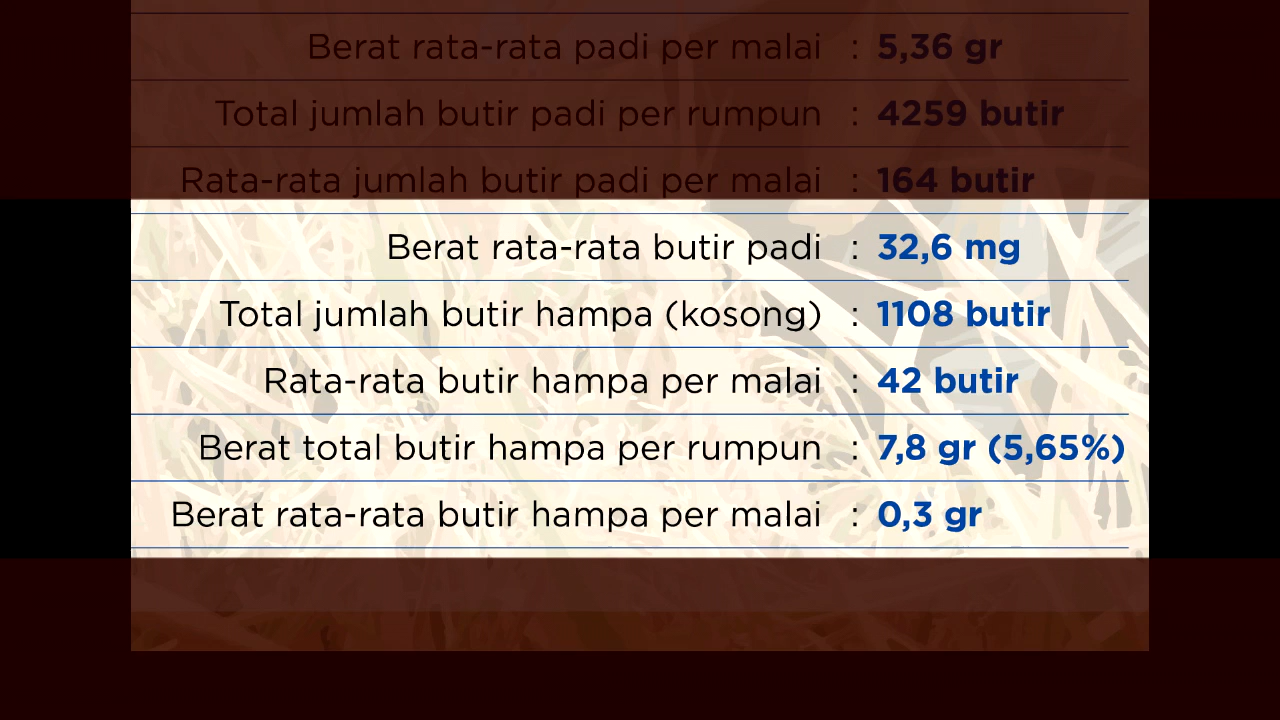 Berat rata-rata padi per malai : 5,36 gr
Total jumlah butir padi per rumpun : 4259 butir
Rata-rata jumlah butir padi per malai : 164 butir
Berat rata-rata butir padi : 32,6 mg
Total jumlah butir hampa (kosong) : 1108 butir
Rata-rata butir hampa per malai : 42 butir
Berat total butir hampa per rumpun : 7,8 gr (5,65%)
Berat rata-rata butir hampa per malai : 0,3 gr